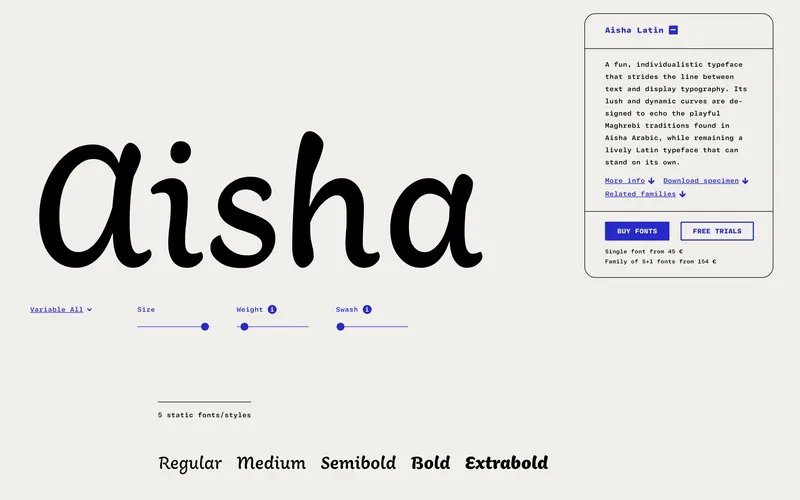 Aisha
Aisha Latin
A fun, individualistic typeface
that strides the line between
text and display typography. Its
lush and dynamic curves are de-
signed to echo the playful
Maghrebi traditions found in
Aisha Arabic, while remaining a
lively Latin typeface that can
stand on its own.
More info Download specimen
Related families
BUY FONTS FREE TRIALS
Single font from 45 €
Family of 5+1 fonts from 154 €
Variable All Size Weight i Swash i
5 static fonts/styles
Regular Medium Semibold Bold Extrabold